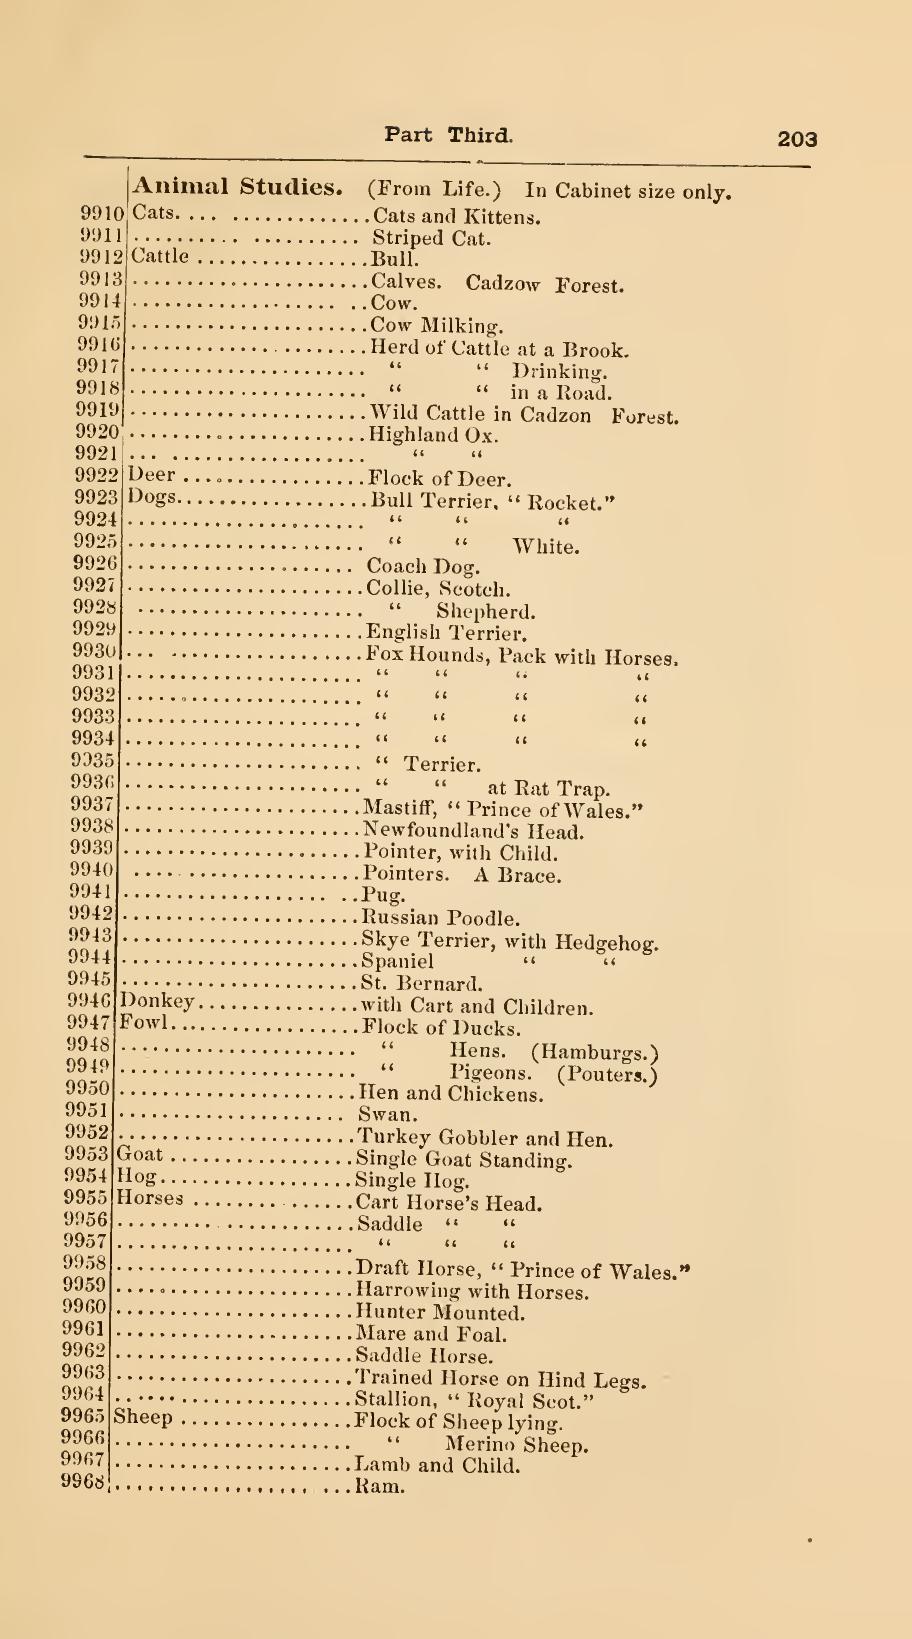 Part Third. 203
Animal Studies. (From Life.) In Cabinet size only.
9910 Cats. ... .............Cats and Kittens.
9911 .......... .......... Striped Cat.
9912 Cattle ................Bull.
9913 ......................Calves. Cadzow Forest.
9914 ................... ..Cow.
9915 ......................Cow Milking.
9916 ......................Herd of Cattle at a Brook.
9917 ...................... “ “ Drinking.
9918 ...................... “ “ in a Road.
9919 ......................Wild Cattle in Cadzon Forest.
9920 ......................Highland Ox.
9921 ... .................. “ “
9922 Deer .................Flock of Deer.
9923 Dogs..................Bull Terrier, “ Rocket.”
9924 ...................... “ “ “
9925 ...................... “ “ White.
9926 ..................... Coach Dog.
9927 ......................Collie, Scotch.
9928 ..................... “ Shepherd.
9929 ......................English Terrier.
9930 ... ..................Fox Hounds, Pack with Horses.
9931 ...................... “ “ “ “
9932 ...................... “ “ “ “
9933 ...................... “ “ “ “
9934 ...................... “ “ “ “
9935 ...................... “ Terrier.
9936 ...................... “ “ at Rat Trap.
9937 ......................Mastiff, “ Prince of Wales.”
9938 ......................Newfoundland's Head.
9939 ......................Pointer, with Child.
9940 .....................Pointers. A Brace.
9941 ................... ..Pug.
9942 ......................Russian Poodle.
9943 ......................Skye Terrier, with Hedgehog.
9944 ......................Spaniel “ “
9945 ......................St. Bernard.
9946 Donkey...............with Cart and Children.
9947 Fowl..................Flock of Ducks.
9948 ...................... “ Hens. (Hamburgs.)
9949 ...................... “ Pigeons. (Pouters.)
9950 ......................Hen and Chickens.
9951 ..................... Swan.
9952 ......................Turkey Gobbler and Hen.
9953 Goat .................Single Goat Standing.
9954 Hog..................Single Hog.
9955 Horses ...............Cart Horse's Head.
9956 ......................Saddle “ “
9957 ...................... “ “ “
9958 ......................Draft Horse, “ Prince of Wales.”
9959 ......................Harrowing with Horses.
9960 ......................Hunter Mounted.
9961 ......................Mare and Foal.
9962 ......................Saddle Horse.
9963 ......................Trained Horse on Hind Legs.
9964 ......................Stallion, “ Royal Scot.”
9965 Sheep ................Flock of Sheep lying.
9966 ...................... “ Merino Sheep.
9967 ......................Lamb and Child.
9968 .................. ...Ram.